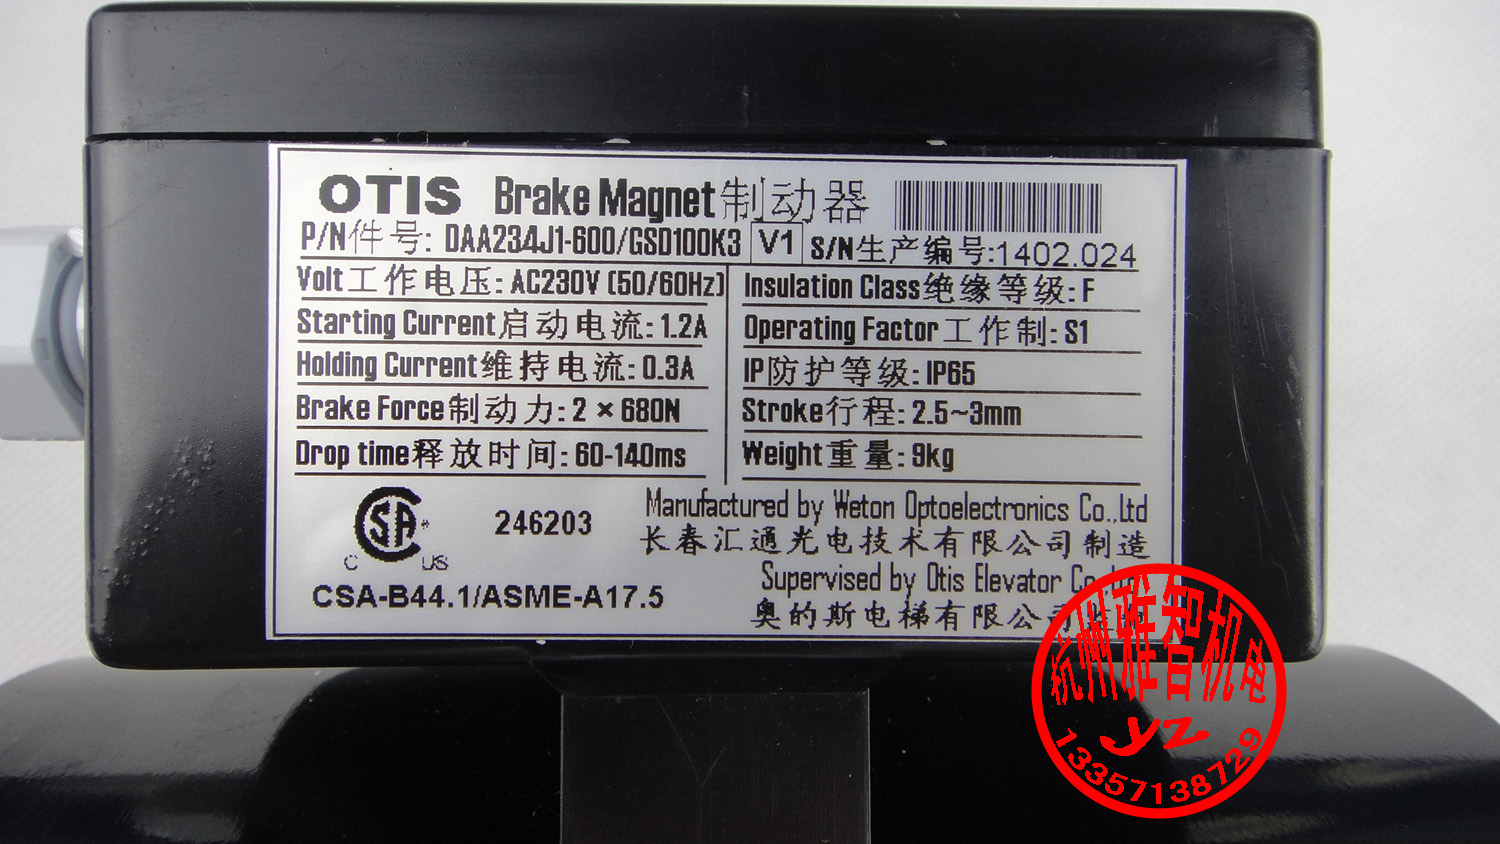 OTIS Brake Magnet制动器
P/N件号: DAA234J1-600/GSD100K3 V1 S/N生产编号:1402.024
Volt工作电压: AC230V (50/60Hz)
Insulation Class绝缘等级: F
Starting Current启动电流: 1.2A
Operating Factor工作制: S1
Holding Current维持电流: 0.3A
IP防护等级: IP65
Brake Force制动力: 2 × 680N
Stroke行程: 2.5~3mm
Drop time释放时间: 60-140ms
Weight重量: 9kg
CSA
C US
246203
CSA-B44.1/ASME-A17.5
Manufactured by Weton Optoelectronics Co.,Ltd
长春汇通光电技术有限公司制造
Supervised by Otis Elevator Co
奥的斯电梯有限公司
杭州雅智机电
yz
13357138729